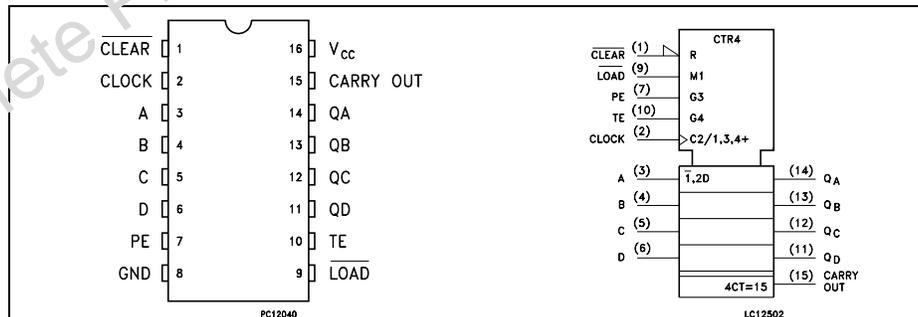 ete P
CLEAR 1
CLOCK 2
A 3
B 4
C 5
D 6
PE 7
GND 8
16 VCC
15 CARRY OUT
14 QA
13 QB
12 QC
11 QD
10 TE
9 LOAD
PC12040
CTR4
CLEAR (1) R
LOAD (9) M1
PE (7) G3
TE (10) G4
CLOCK (2) C2/1,3,4+
A (3) 1,2D (14) QA
B (4) (13) QB
C (5) (12) QC
D (6) (11) QD
4CT=15 (15) CARRY OUT
LC12502